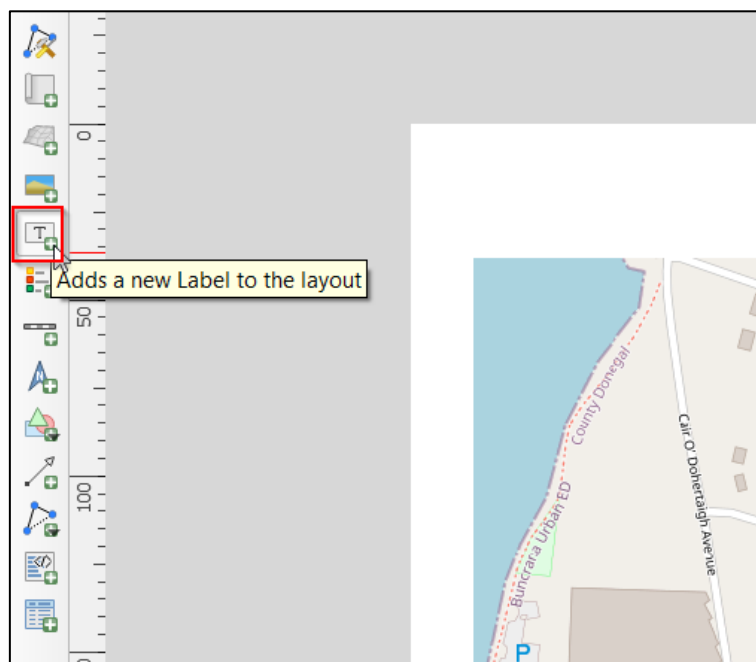 T
Adds a new Label to the layout
0
50
100
N
</>
County Donegal
Buncrana Urban ED
Cair O' Dohertaigh Avenue
P